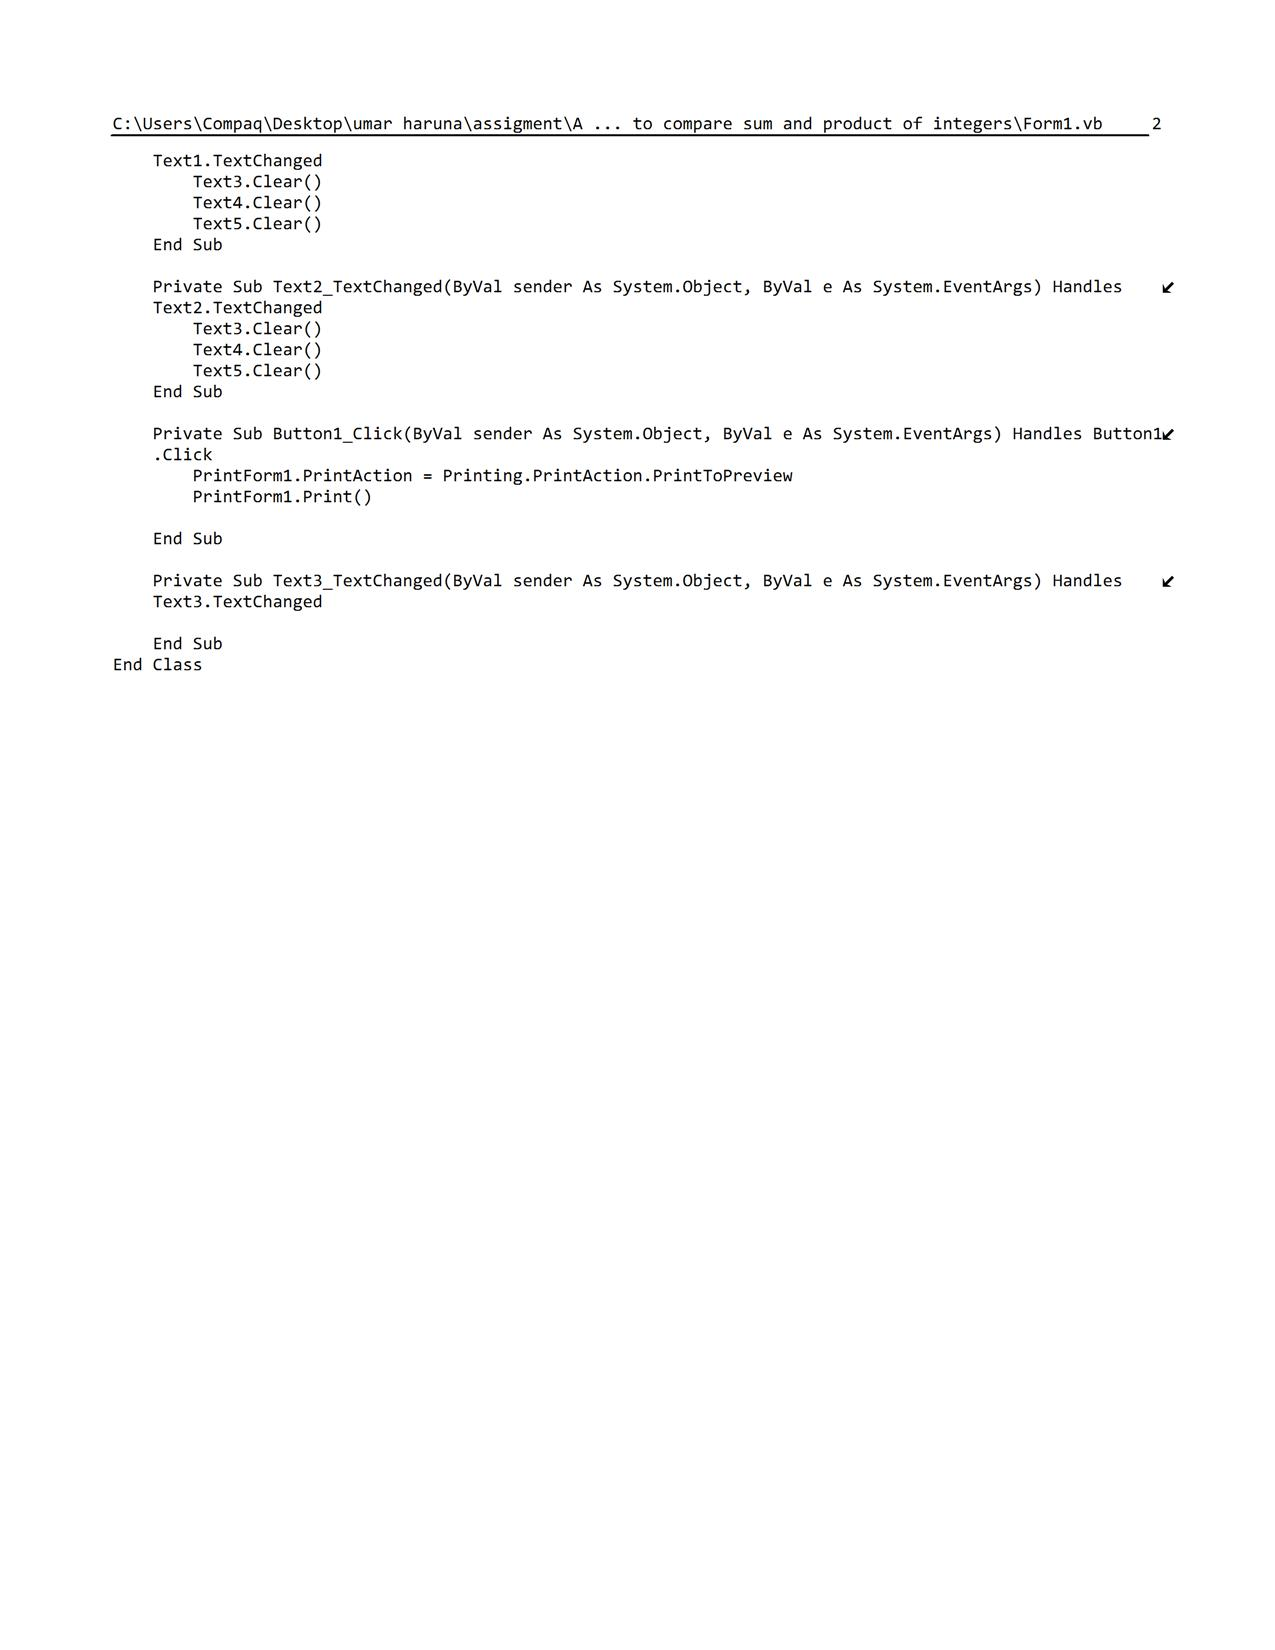 C:\Users\Compaq\Desktop\umar haruna\assigment\A ... to compare sum and product of integers\Form1.vb    2
    Text1.TextChanged
        Text3.Clear()
        Text4.Clear()
        Text5.Clear()
    End Sub

    Private Sub Text2_TextChanged(ByVal sender As System.Object, ByVal e As System.EventArgs) Handles    ↙
    Text2.TextChanged
        Text3.Clear()
        Text4.Clear()
        Text5.Clear()
    End Sub

    Private Sub Button1_Click(ByVal sender As System.Object, ByVal e As System.EventArgs) Handles Button1↙
    .Click
        PrintForm1.PrintAction = Printing.PrintAction.PrintToPreview
        PrintForm1.Print()

    End Sub

    Private Sub Text3_TextChanged(ByVal sender As System.Object, ByVal e As System.EventArgs) Handles    ↙
    Text3.TextChanged

    End Sub
End Class